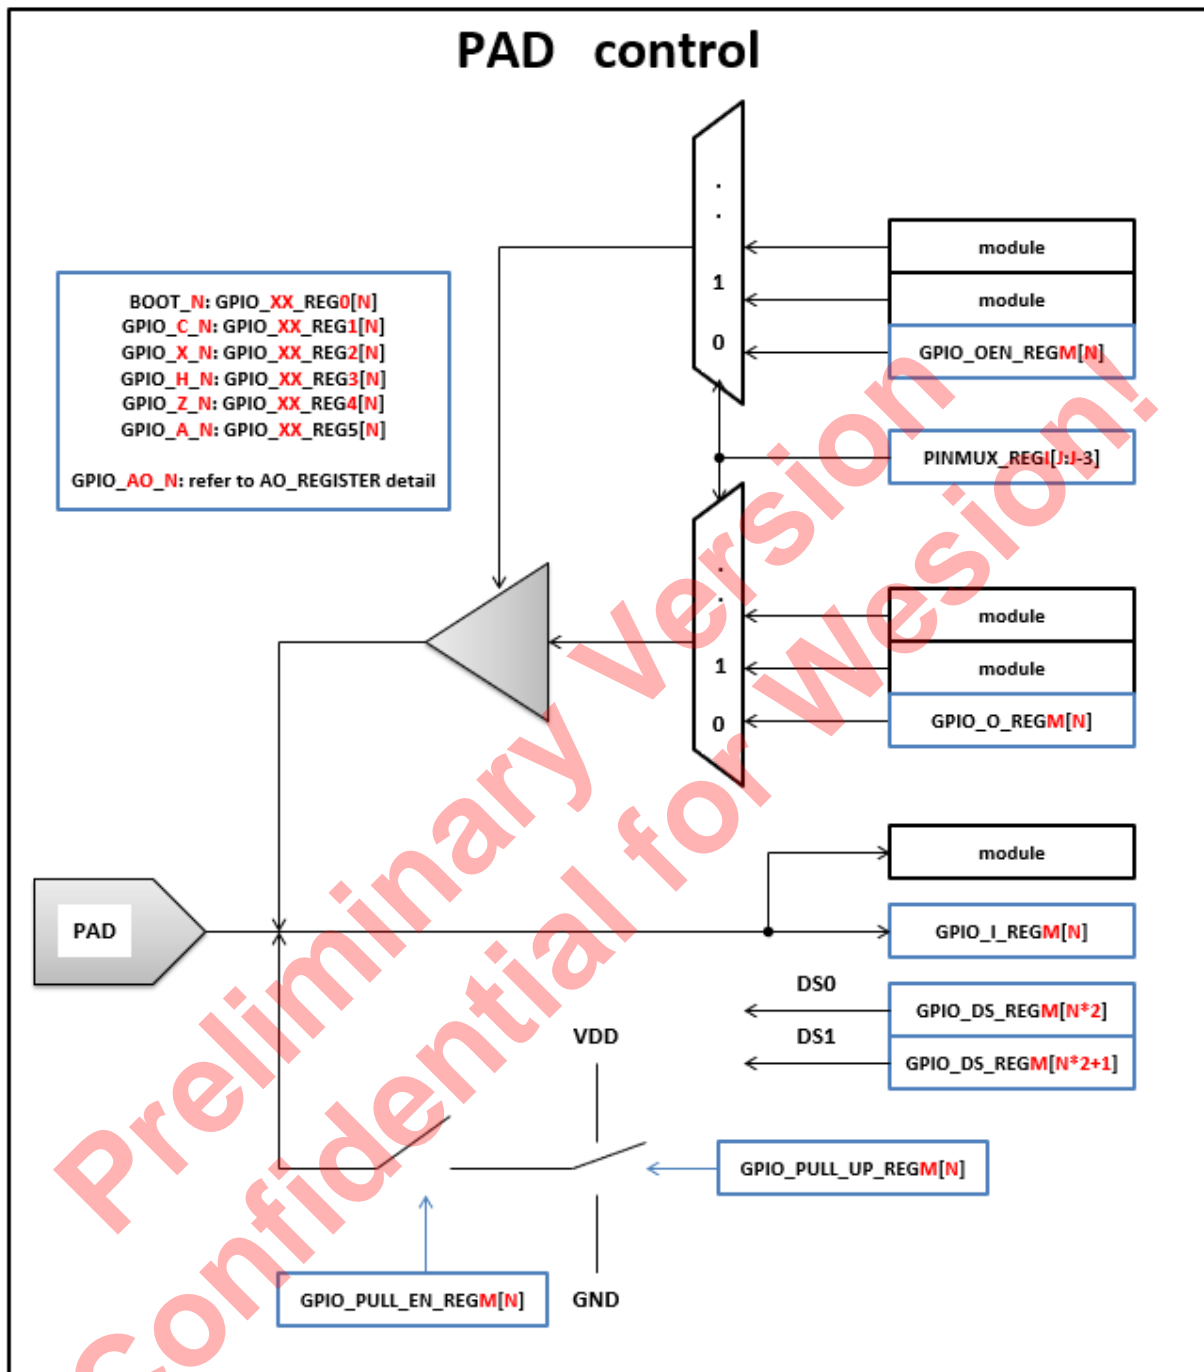 PAD control
.
.
1
0
module
module
GPIO_OEN_REGM[N]
BOOT_N: GPIO_XX_REG0[N]
GPIO_C_N: GPIO_XX_REG1[N]
GPIO_X_N: GPIO_XX_REG2[N]
GPIO_H_N: GPIO_XX_REG3[N]
GPIO_Z_N: GPIO_XX_REG4[N]
GPIO_A_N: GPIO_XX_REG5[N]
GPIO_AO_N: refer to AO_REGISTER detail
PINMUX_REGI[J:J-3]
.
.
1
0
module
module
GPIO_O_REGM[N]
module
PAD
GPIO_I_REGM[N]
DS0
GPIO_DS_REGM[N*2]
DS1
GPIO_DS_REGM[N*2+1]
VDD
GPIO_PULL_UP_REGM[N]
GPIO_PULL_EN_REGM[N]
GND
Preliminary Version
Confidential for Wesion!